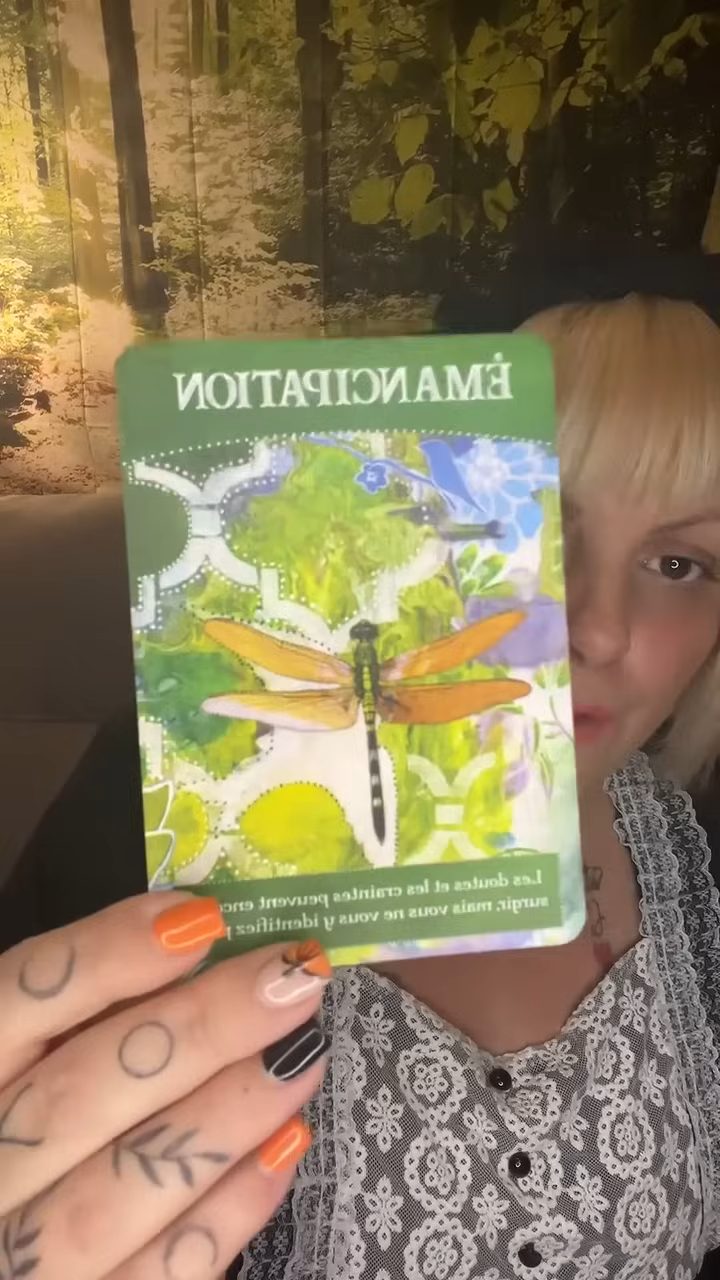 ÉMANCIPATION
Les doutes et les craintes peuvent
surgir, mais vous ne vous y identifiez